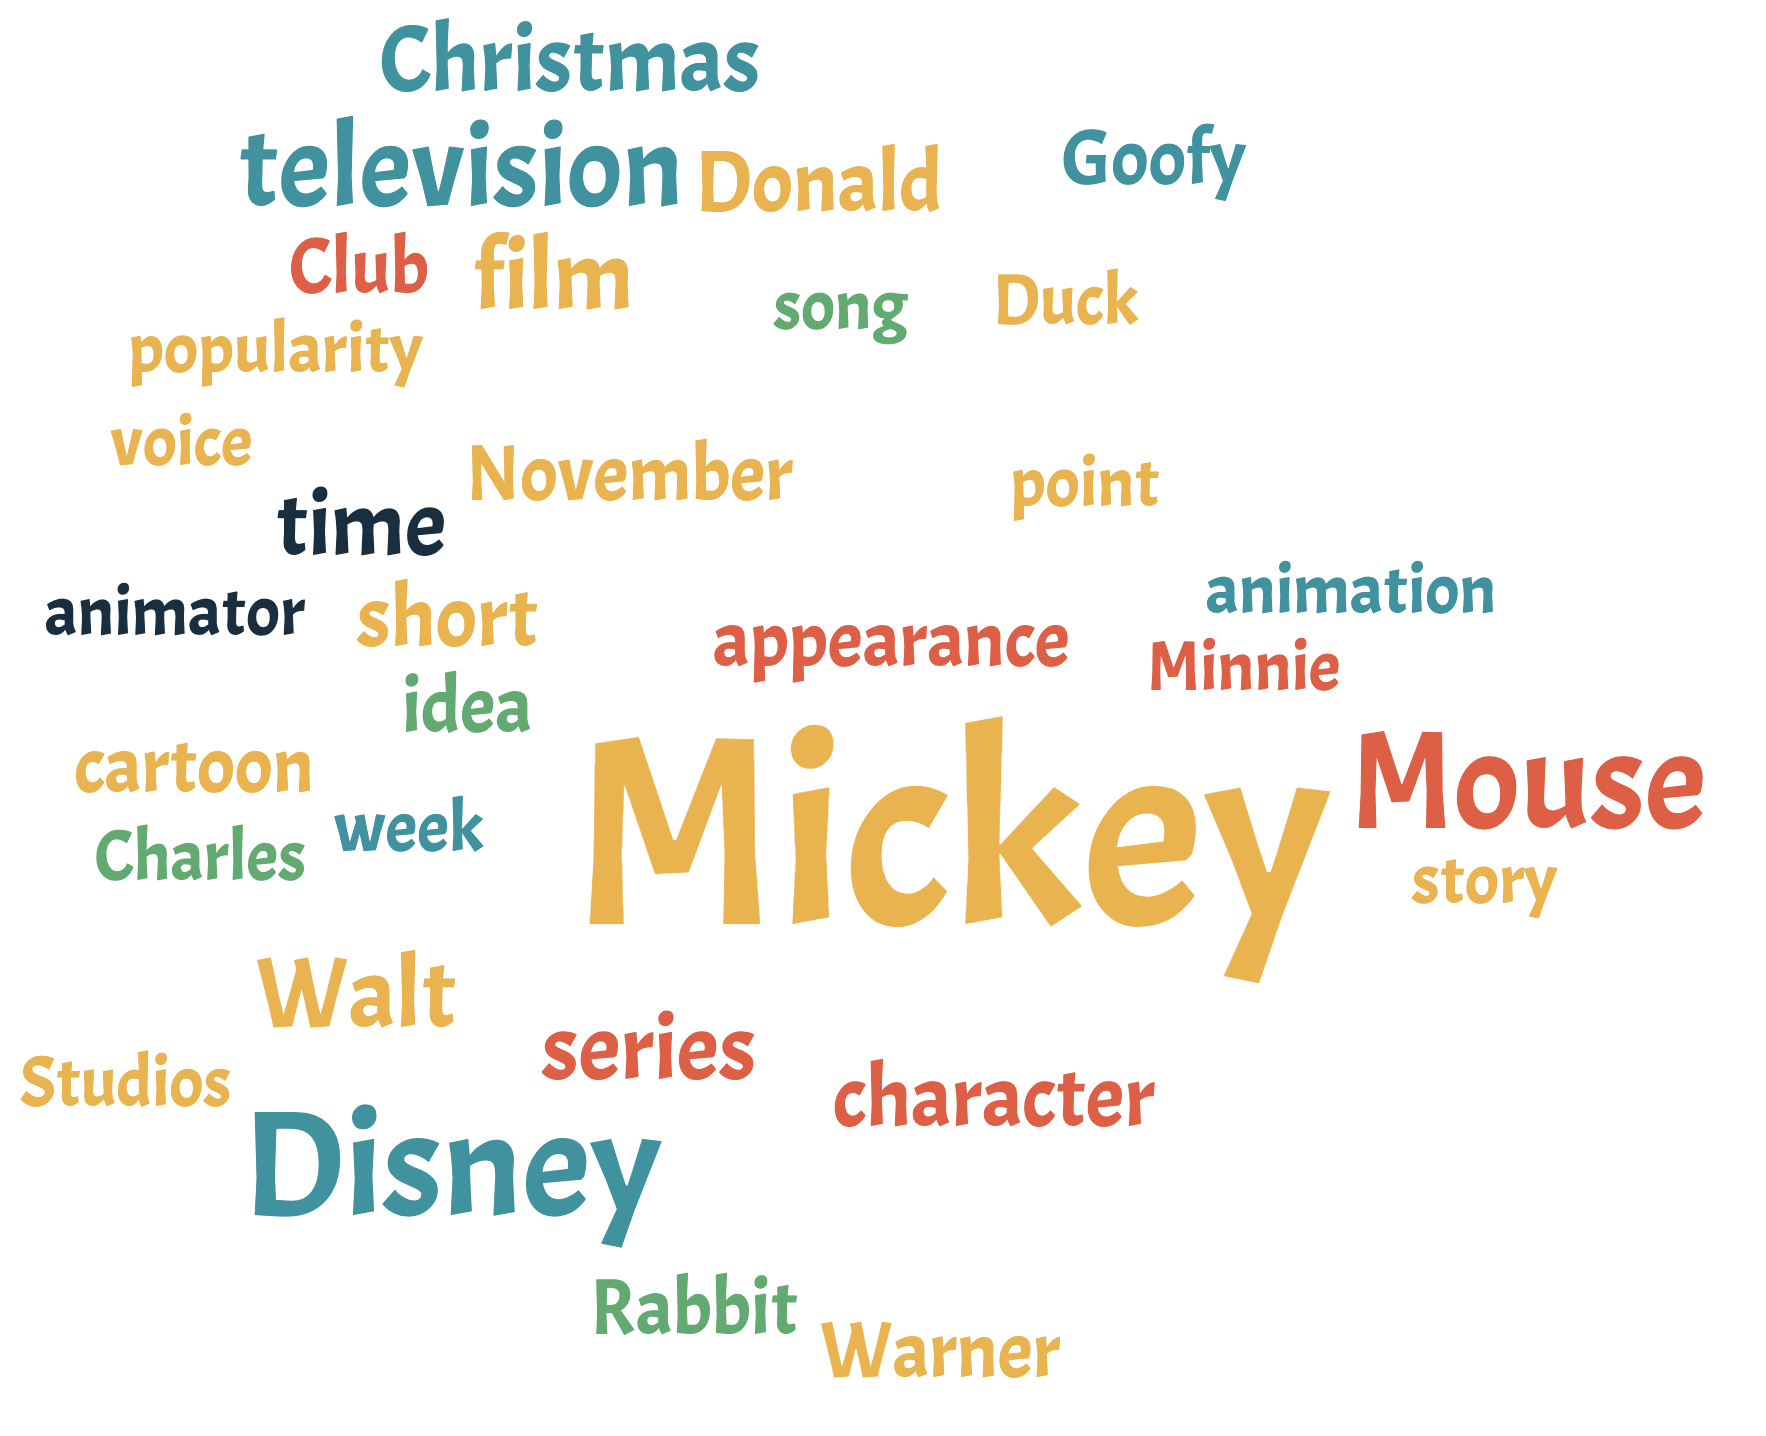 Christmas
television
Donald
Goofy
Club
film
song
Duck
popularity
voice
November
point
time
animator
short
appearance
animation
Minnie
idea
cartoon
Mickey
Mouse
Charles
week
story
Walt
series
Studios
character
Disney
Rabbit
Warner